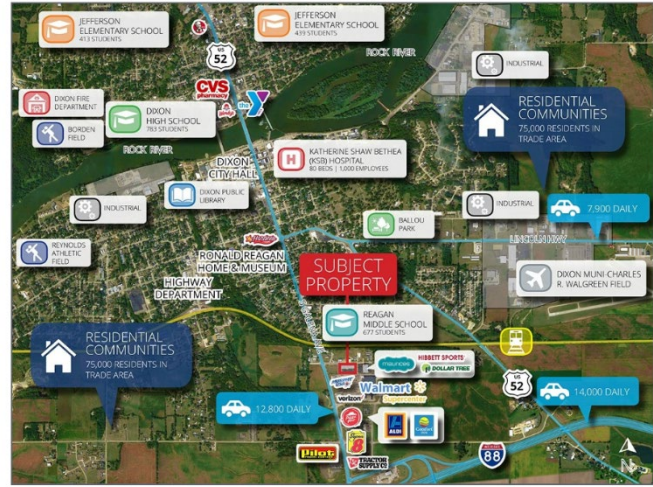 JEFFERSON
ELEMENTARY SCHOOL
413 STUDENTS
JEFFERSON
ELEMENTARY SCHOOL
439 STUDENTS
US
52
ROCK RIVER
INDUSTRIAL
CVS
pharmacy
the Y
DIXON FIRE
DEPARTMENT
DIXON
HIGH SCHOOL
783 STUDENTS
BORDEN
FIELD
RESIDENTIAL
COMMUNITIES
75,000 RESIDENTS IN
TRADE AREA
ROCK RIVER
DIXON
CITY HALL
H
KATHERINE SHAW BETHEA
(KSB) HOSPITAL
80 BEDS | 1,000 EMPLOYEES
DIXON PUBLIC
LIBRARY
INDUSTRIAL
INDUSTRIAL
7,900 DAILY
BALLOU
PARK
LINCOLN HWY
REYNOLDS
ATHLETIC
FIELD
RONALD REAGAN
HOME & MUSEUM
HIGHWAY
DEPARTMENT
SUBJECT
PROPERTY
DIXON MUNI-CHARLES
R. WALGREEN FIELD
REAGAN
MIDDLE SCHOOL
677 STUDENTS
RESIDENTIAL
COMMUNITIES
75,000 RESIDENTS IN
TRADE AREA
maurices
HIBBETT SPORTS
DOLLAR TREE
US
52
Walmart
Supercenter
verizon
12,800 DAILY
14,000 DAILY
ALDI
8
Pilot
TRACTOR
SUPPLY CO
88
N